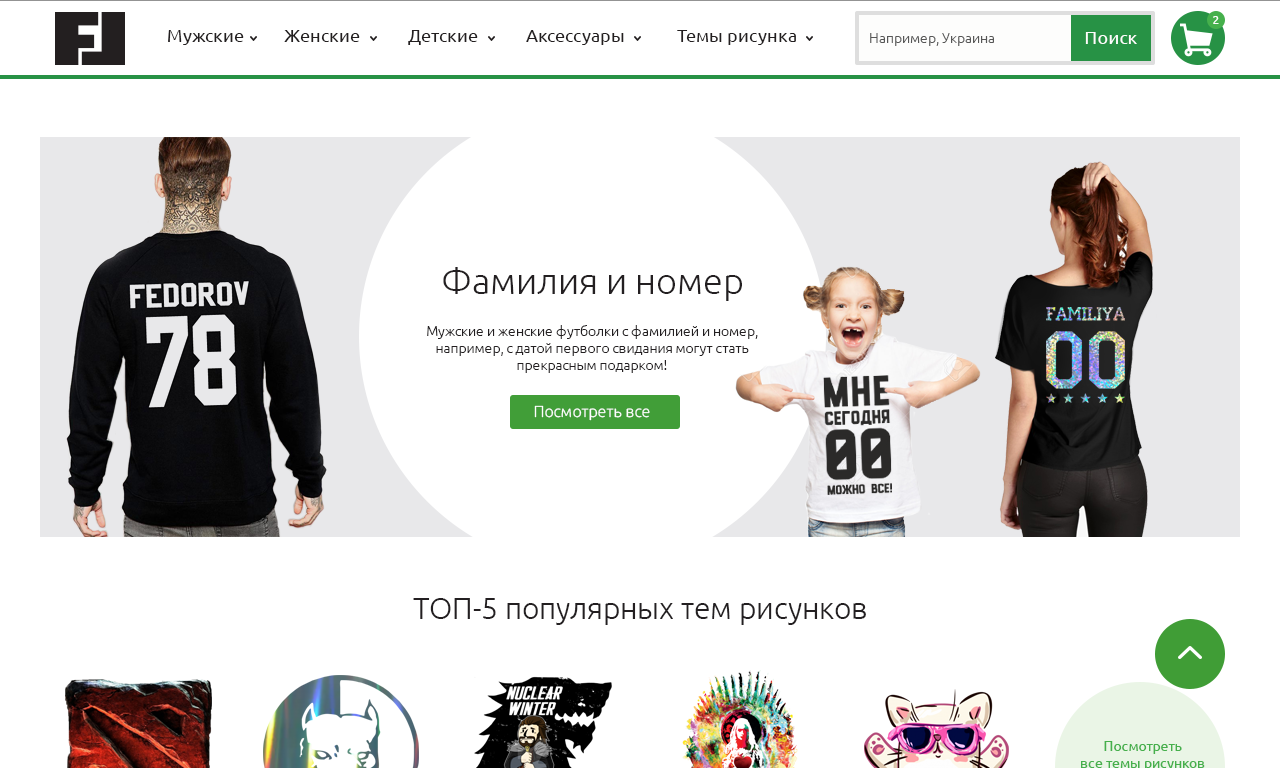 Мужские
Женские
Детские
Аксессуары
Темы рисунка
Например, Украина
Поиск
2
FEDOROV
78
Фамилия и номер
Мужские и женские футболки с фамилией и номер,
например, с датой первого свидания могут стать
прекрасным подарком!
Посмотреть все
МНЕ
СЕГОДНЯ
00
МОЖНО ВСЕ!
FAMILIYA
00
ТОП-5 популярных тем рисунков
NUCLEAR
WINTER
Посмотреть
все темы рисунков